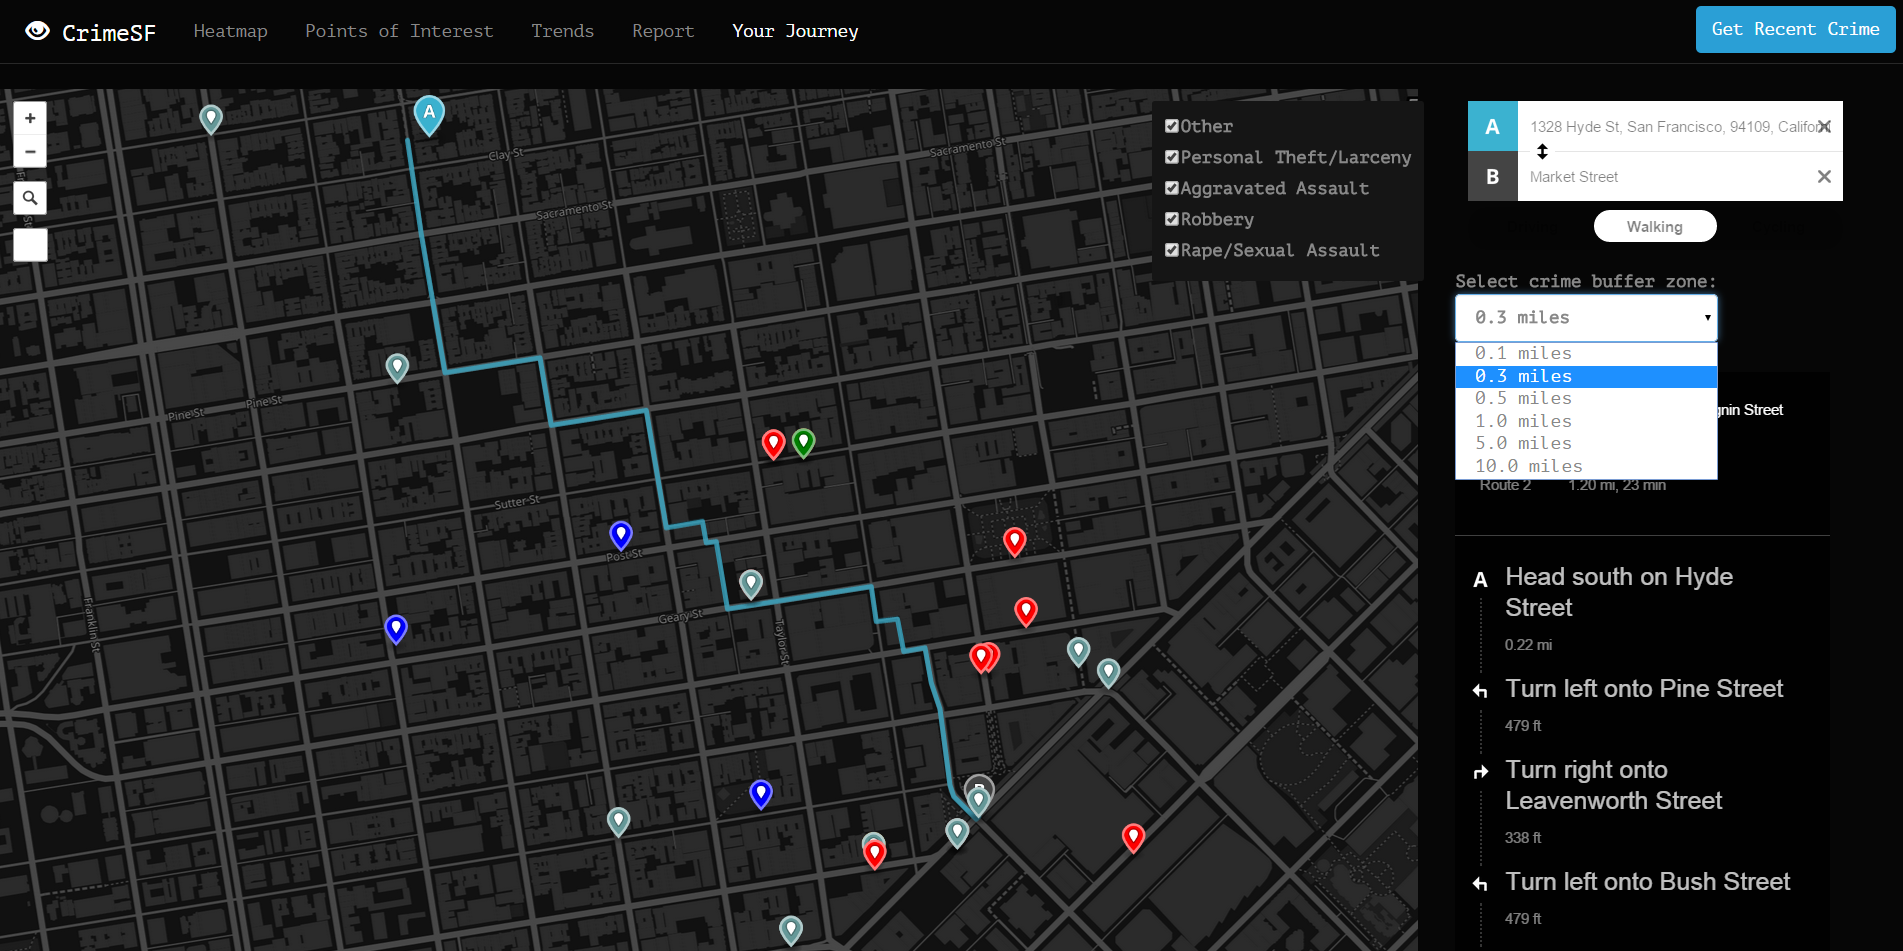 CrimeSF
Heatmap
Points of Interest
Trends
Report
Your Journey
Get Recent Crime
+
−
A
Clay St
Sacramento St
Sacramento St
Pine St
Pine St
Sutter St
Post St
Geary St
Taylor St
Franklin St
Other
Personal Theft/Larceny
Aggravated Assault
Robbery
Rape/Sexual Assault
A
1328 Hyde St, San Francisco, 94109, Californ
B
Market Street
Walking
Select crime buffer zone:
0.3 miles
0.1 miles
0.3 miles
0.5 miles
1.0 miles
5.0 miles
10.0 miles
gnin Street
Route 2
1.20 mi, 23 min
A
Head south on Hyde
Street
0.22 mi
Turn left onto Pine Street
479 ft
Turn right onto
Leavenworth Street
338 ft
Turn left onto Bush Street
479 ft